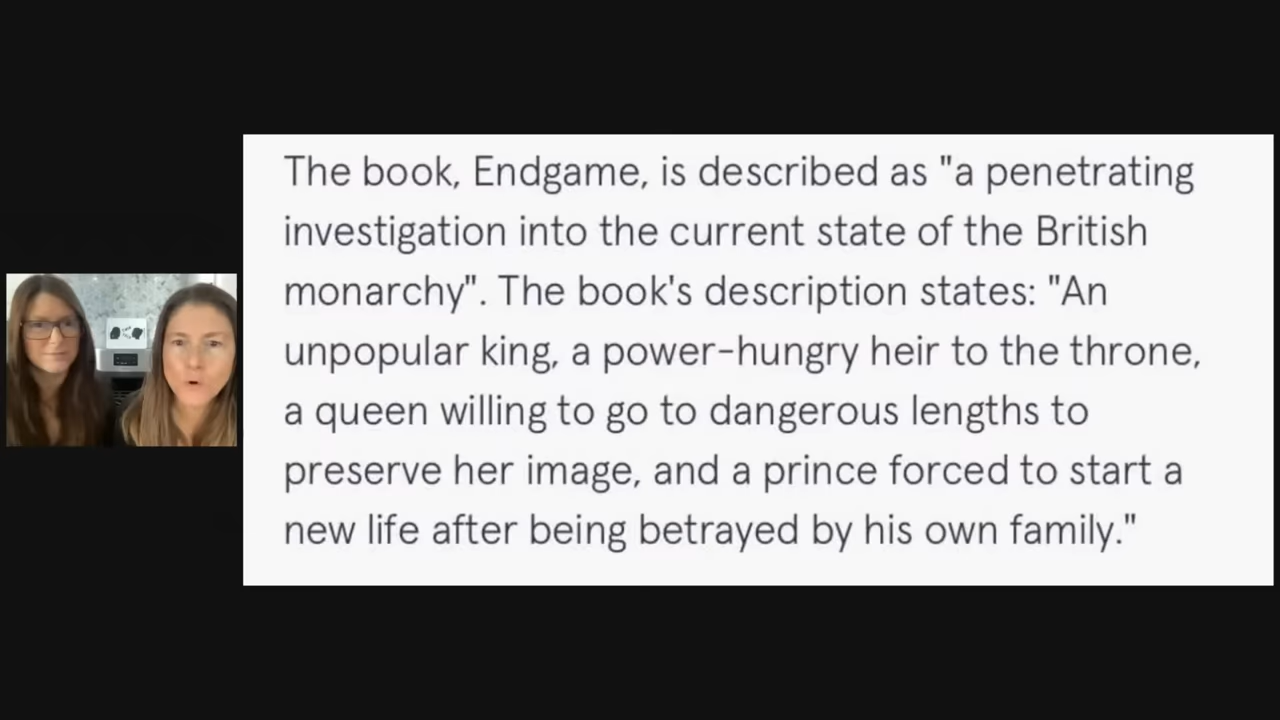 The book, Endgame, is described as "a penetrating
investigation into the current state of the British
monarchy". The book's description states: "An
unpopular king, a power-hungry heir to the throne,
a queen willing to go to dangerous lengths to
preserve her image, and a prince forced to start a
new life after being betrayed by his own family."